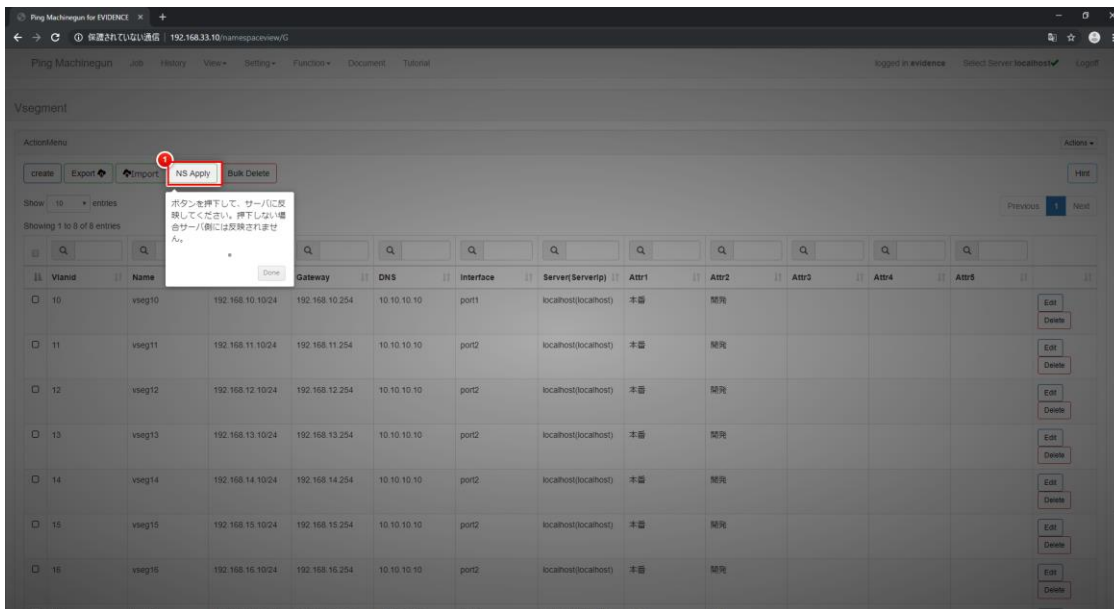 Ping Machinegun for EVIDENCE × +
保護されていない通信 | 192.168.33.10/namespaceview/G
Ping Machinegun Job History View Setting Function Document Tutorial logged in evidence Select Server localhost✔ Logoff
Vsegment
ActionMenu Actions
create Export Import 1 NS Apply Bulk Delete Hint
Show 10 entries Previous 1 Next
Showing 1 to 8 of 8 entries
ボタンを押下して、サーバに反
映してください。押下しない場
合サーバ側には反映されませ
ん。
Done
Vlanid Name Gateway DNS Interface Server(Serverip) Attr1 Attr2 Attr3 Attr4 Attr5
10 vseg10 192.168.10.10/24 192.168.10.254 10.10.10.10 port1 localhost(localhost) 本番 開発 Edit
Delete
11 vseg11 192.168.11.10/24 192.168.11.254 10.10.10.10 port2 localhost(localhost) 本番 開発 Edit
Delete
12 vseg12 192.168.12.10/24 192.168.12.254 10.10.10.10 port2 localhost(localhost) 本番 開発 Edit
Delete
13 vseg13 192.168.13.10/24 192.168.13.254 10.10.10.10 port2 localhost(localhost) 本番 開発 Edit
Delete
14 vseg14 192.168.14.10/24 192.168.14.254 10.10.10.10 port2 localhost(localhost) 本番 開発 Edit
Delete
15 vseg15 192.168.15.10/24 192.168.15.254 10.10.10.10 port2 localhost(localhost) 本番 開発 Edit
Delete
16 vseg16 192.168.16.10/24 192.168.16.254 10.10.10.10 port2 localhost(localhost) 本番 開発 Edit
Delete